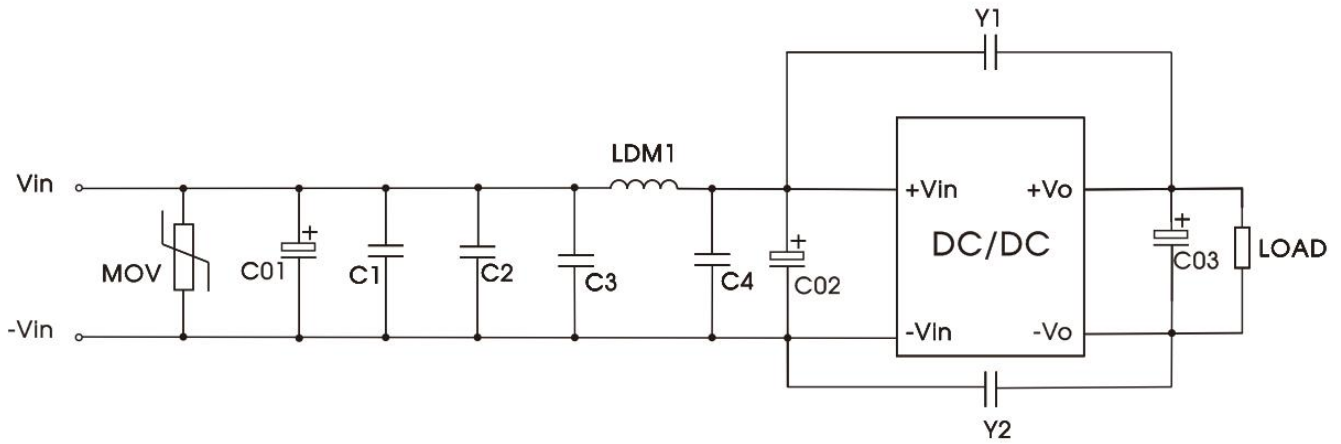 Y1
LDM1
Vin
+Vin
+Vo
DC/DC
MOV
C01
+
C1
C2
C3
C4
+
C02
+
C03
LOAD
-Vin
-Vin
-Vo
Y2